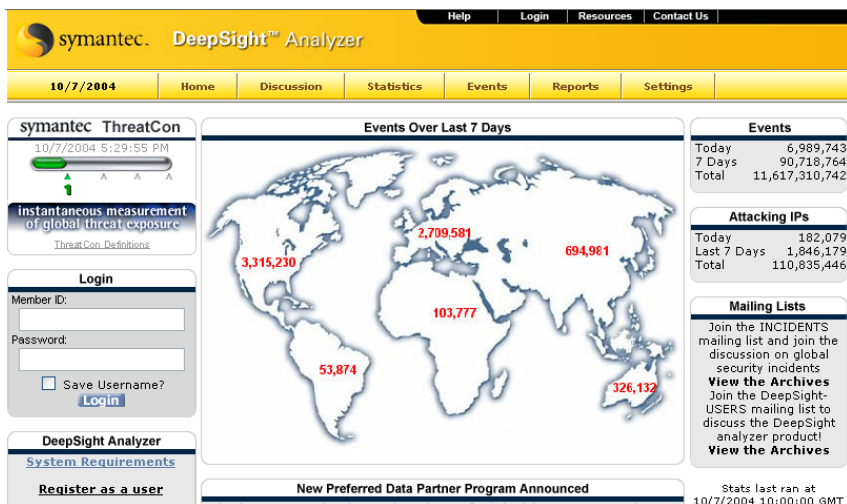 Help Login Resources Contact Us
symantec. DeepSight™ Analyzer
10/7/2004 Home Discussion Statistics Events Reports Settings
symantec ThreatCon
10/7/2004 5:29:55 PM
1
instantaneous measurement
of global threat exposure
ThreatCon Definitions
Login
Member ID:
Password:
Save Username?
Login
DeepSight Analyzer
System Requirements
Register as a user
Events Over Last 7 Days
2,709,581
694,981
3,315,230
103,777
53,874
326,132
New Preferred Data Partner Program Announced
Events
Today 6,989,743
7 Days 90,718,764
Total 11,617,310,742
Attacking IPs
Today 182,079
Last 7 Days 1,846,179
Total 110,835,446
Mailing Lists
Join the INCIDENTS
mailing list and join the
discussion on global
security incidents
View the Archives
Join the DeepSight-
USERS mailing list to
discuss the DeepSight
analyzer product!
View the Archives
Stats last ran at
10/7/2004 10:00:00 GMT